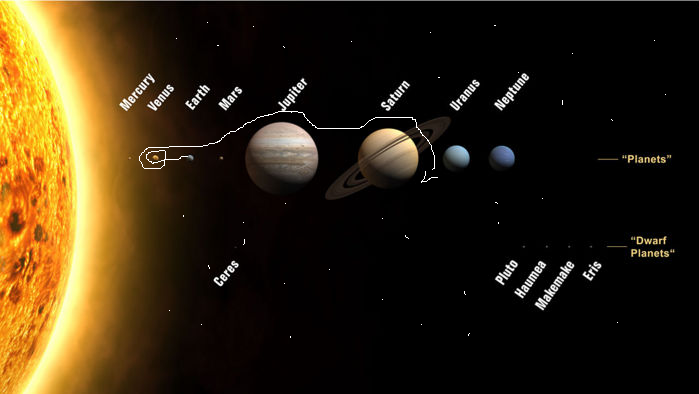 Mercury
Venus
Earth
Mars
Jupiter
Saturn
Uranus
Neptune
“Planets”
Ceres
Pluto
Haumea
Makemake
Eris
“Dwarf
Planets“